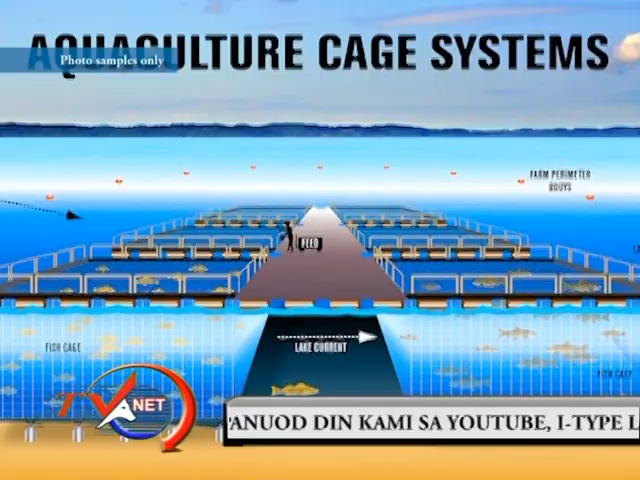 AQUACULTURE CAGE SYSTEMS
Photo samples only
FARM PERIMETER
BOUYS
FEED
LAKE CURRENT
FISH CAGE
FISH CAGE
TV
NET
ANUOD DIN KAMI SA YOUTUBE, I-TYPE